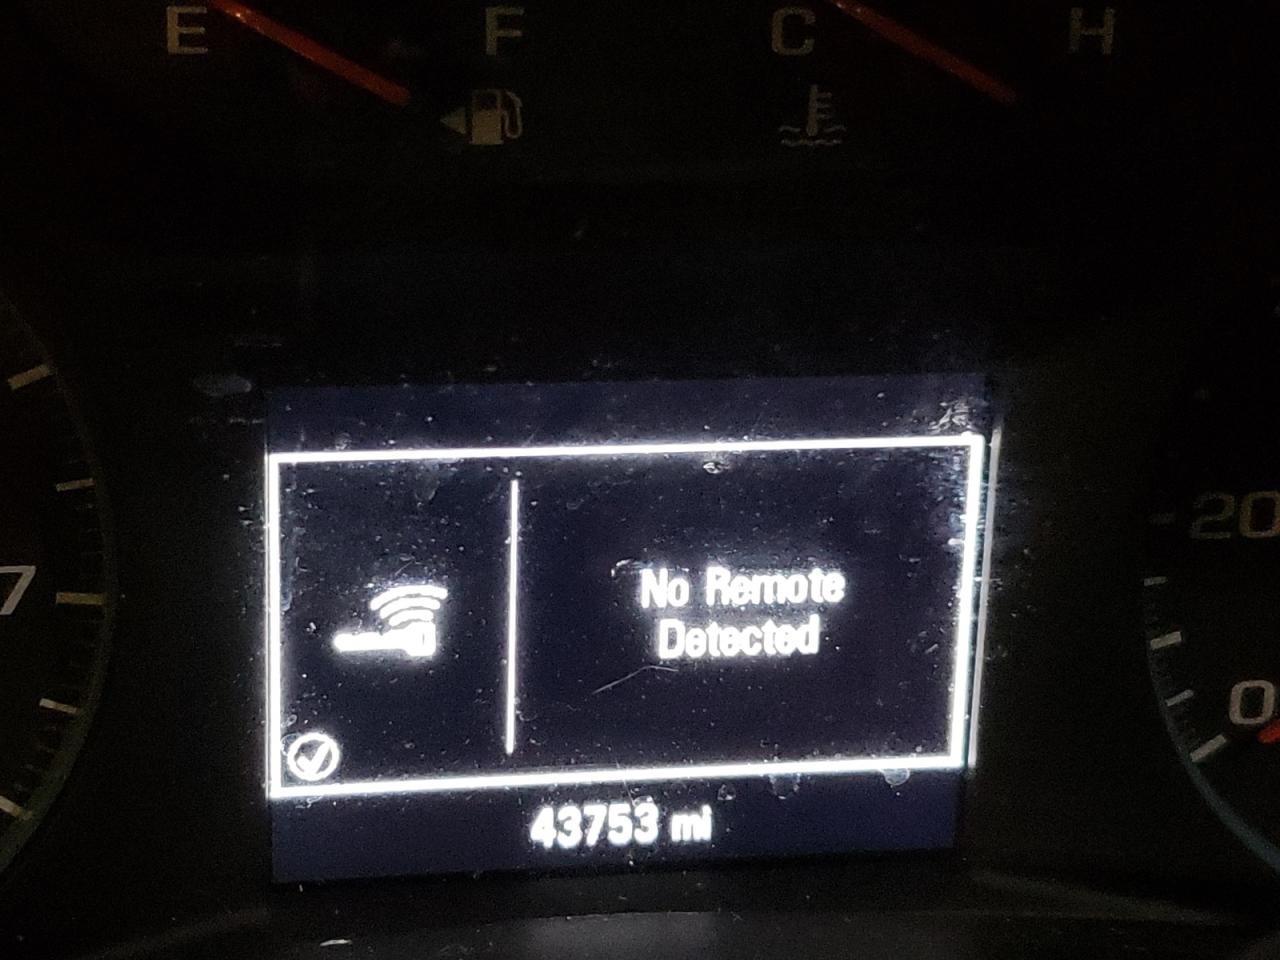 E F C H
7
20
No Remote
Detected
0
43753 mi